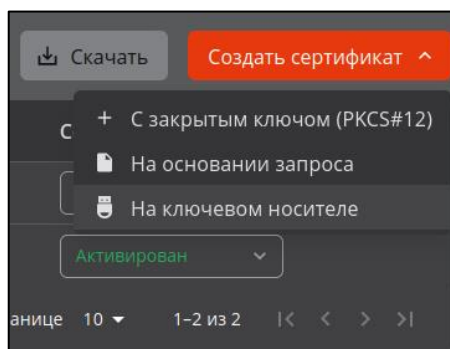 Скачать
Создать сертификат
С
С закрытым ключом (PKCS#12)
На основании запроса
На ключевом носителе
Активирован
анице 10 1–2 из 2